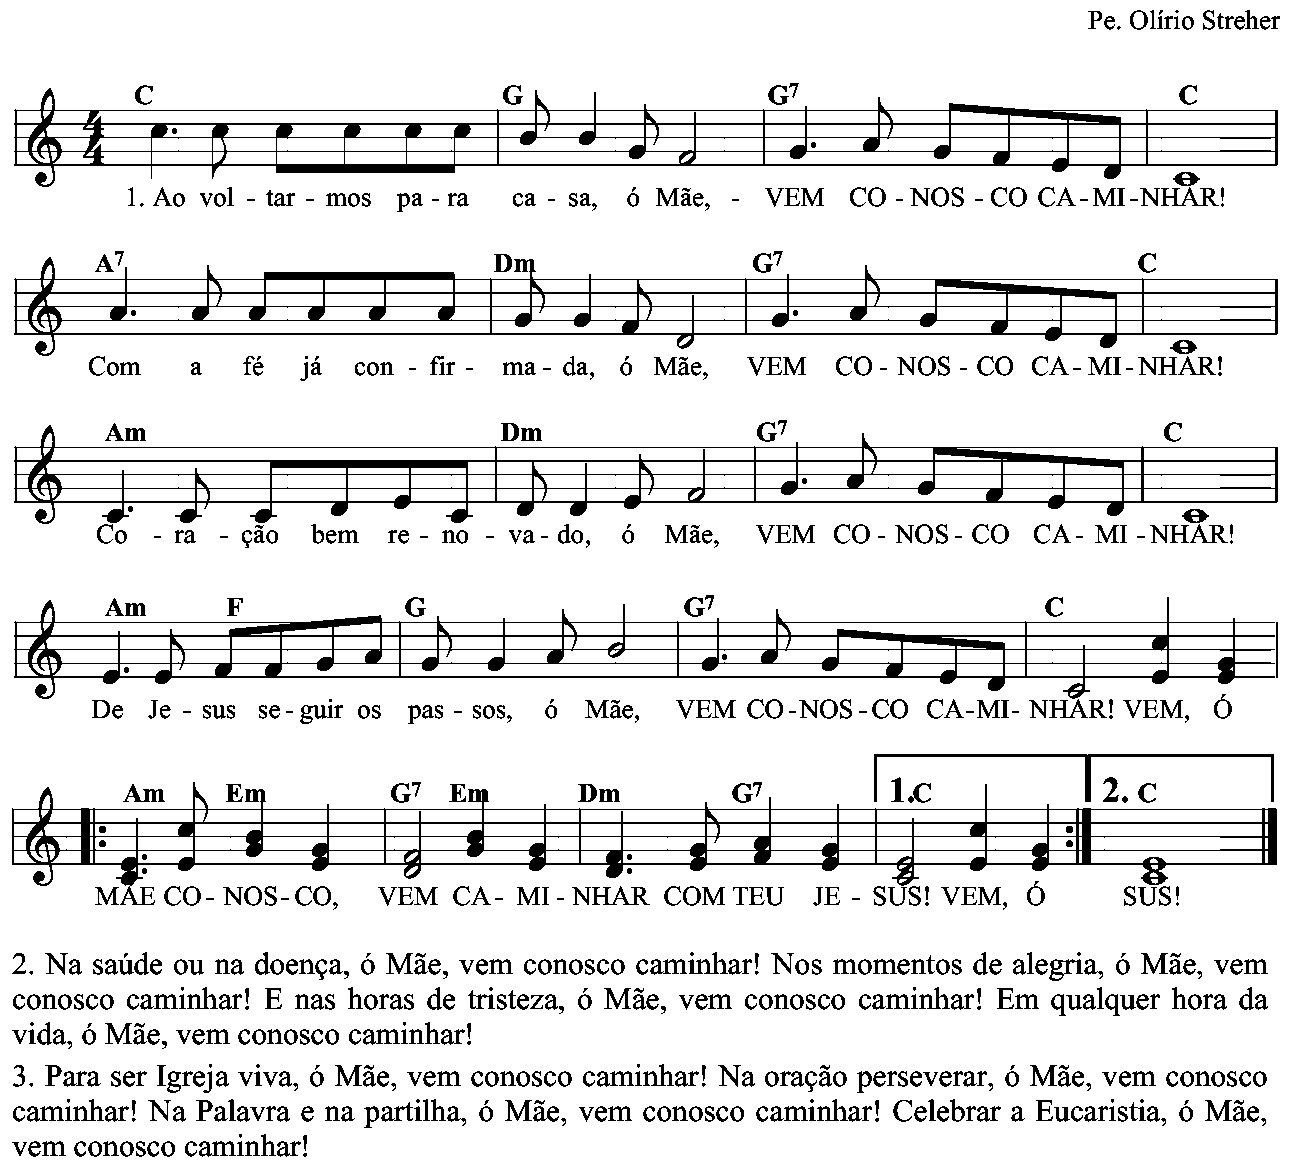 Pe. Olírio Streher
C G G7 C
4/4
1. Ao vol - tar - mos pa - ra ca - sa, ó Mãe, - VEM CO - NOS - CO CA - MI - NHAR!
A7 Dm G7 C
Com a fé já con - fir - ma - da, ó Mãe, VEM CO - NOS - CO CA - MI - NHAR!
Am Dm G7 C
Co - ra - ção bem re - no - va - do, ó Mãe, VEM CO - NOS - CO CA - MI - NHAR!
Am F G G7 C
De Je - sus se - guir os pas - sos, ó Mãe, VEM CO - NOS - CO CA - MI - NHAR! VEM, Ó
Am Em G7 Em Dm G7 1. C 2. C
MÃE CO - NOS - CO, VEM CA - MI - NHAR COM TEU JE - SUS! VEM, Ó SUS!
2. Na saúde ou na doença, ó Mãe, vem conosco caminhar! Nos momentos de alegria, ó Mãe, vem
conosco caminhar! E nas horas de tristeza, ó Mãe, vem conosco caminhar! Em qualquer hora da
vida, ó Mãe, vem conosco caminhar!
3. Para ser Igreja viva, ó Mãe, vem conosco caminhar! Na oração perseverar, ó Mãe, vem conosco
caminhar! Na Palavra e na partilha, ó Mãe, vem conosco caminhar! Celebrar a Eucaristia, ó Mãe,
vem conosco caminhar!